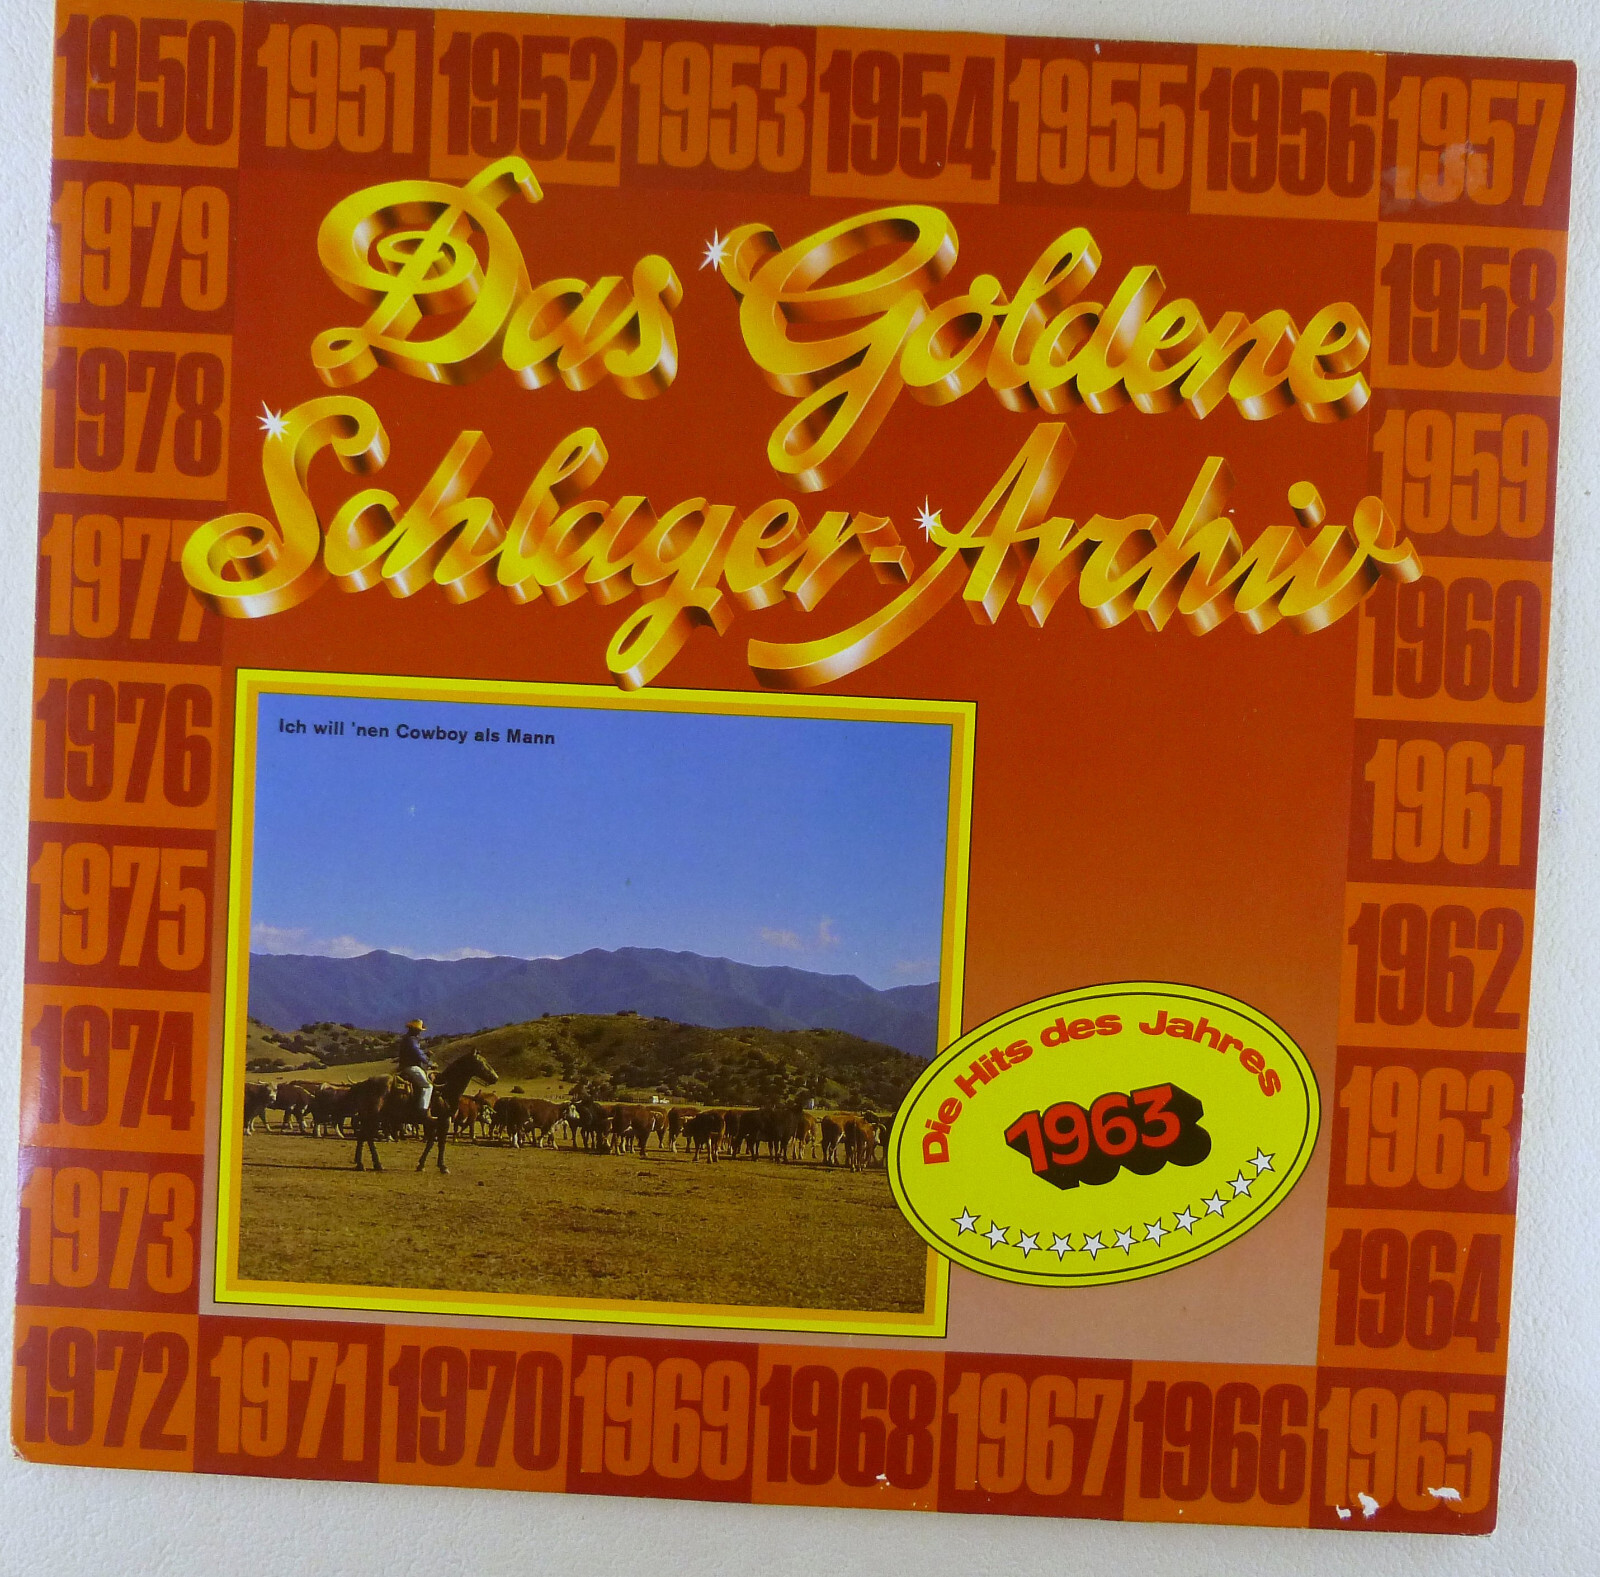 1950 1951 1952 1953 1954 1955 1956 1957
1979 1958
1978 1959
1977 1960
1976 1961
1975 1962
1974 1963
1973 1964
1972 1971 1970 1969 1968 1967 1966 1965
Das Goldene
Schlager-Archiv
Ich will 'nen Cowboy als Mann
Die Hits des Jahres
1963